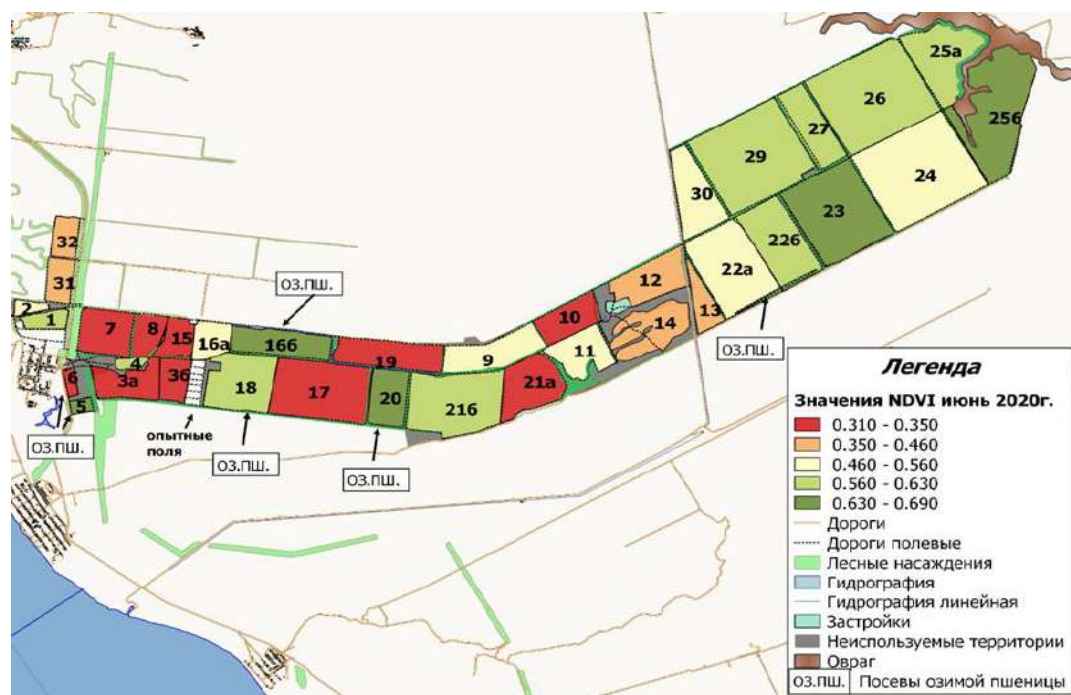 25а
26
256
27
29
24
30
23
32
226
22а
12
31
13
ОЗ.ПШ.
14
2
1
7
8
15
10
16а
166
11
9
19
ОЗ.ПШ.
4
6
3а
36
18
17
20
216
21а
5
опытные
поля
ОЗ.ПШ.
ОЗ.ПШ.
ОЗ.ПШ.
Легенда
Значения NDVI июнь 2020г.
0.310 - 0.350
0.350 - 0.460
0.460 - 0.560
0.560 - 0.630
0.630 - 0.690
Дороги
Дороги полевые
Лесные насаждения
Гидрография
Гидрография линейная
Застройки
Неиспользуемые территории
Овраг
ОЗ.ПШ. Посевы озимой пшеницы